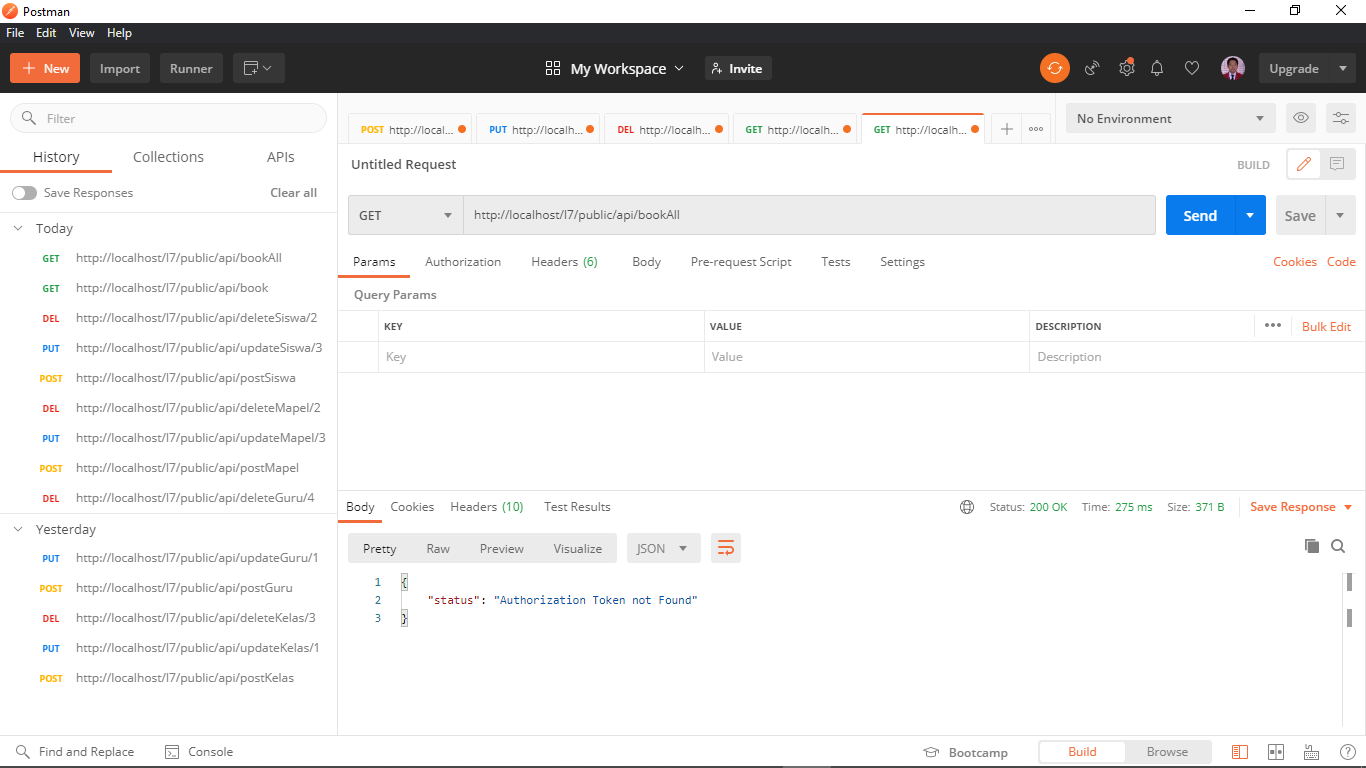 Postman
File Edit View Help
New Import Runner My Workspace Invite Upgrade
Filter
History Collections APIs
Save Responses Clear all
Today
GET http://localhost/l7/public/api/bookAll
GET http://localhost/l7/public/api/book
DEL http://localhost/l7/public/api/deleteSiswa/2
PUT http://localhost/l7/public/api/updateSiswa/3
POST http://localhost/l7/public/api/postSiswa
DEL http://localhost/l7/public/api/deleteMapel/2
PUT http://localhost/l7/public/api/updateMapel/3
POST http://localhost/l7/public/api/postMapel
DEL http://localhost/l7/public/api/deleteGuru/4
Yesterday
PUT http://localhost/l7/public/api/updateGuru/1
POST http://localhost/l7/public/api/postGuru
DEL http://localhost/l7/public/api/deleteKelas/3
PUT http://localhost/l7/public/api/updateKelas/1
POST http://localhost/l7/public/api/postKelas
POST http://local... PUT http://localh... DEL http://localh... GET http://localh... GET http://localh... No Environment
Untitled Request BUILD
GET http://localhost/l7/public/api/bookAll Send Save
Params Authorization Headers (6) Body Pre-request Script Tests Settings Cookies Code
Query Params
KEY VALUE DESCRIPTION Bulk Edit
Key Value Description
Body Cookies Headers (10) Test Results Status: 200 OK Time: 275 ms Size: 371 B Save Response
Pretty Raw Preview Visualize JSON
1 {
2 "status": "Authorization Token not Found"
3 }
Find and Replace Console Bootcamp Build Browse